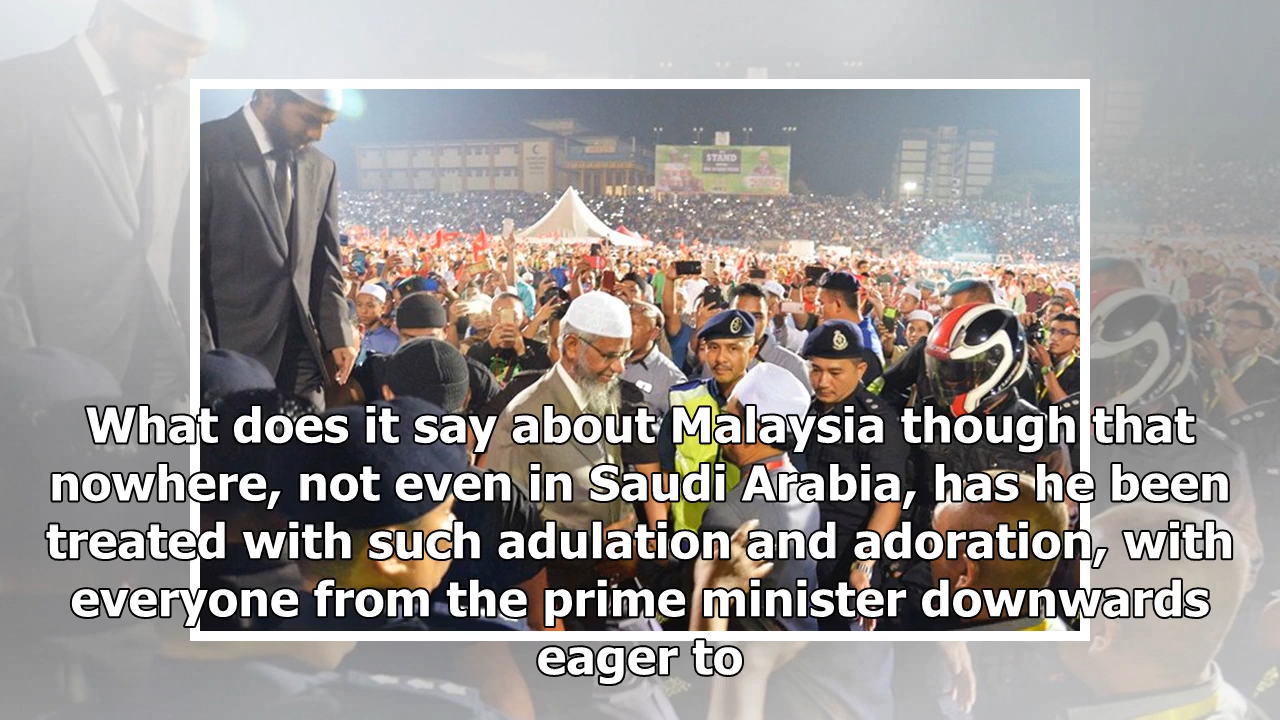 STAND
What does it say about Malaysia though that
nowhere, not even in Saudi Arabia, has he been
treated with such adulation and adoration, with
everyone from the prime minister downwards
eager to